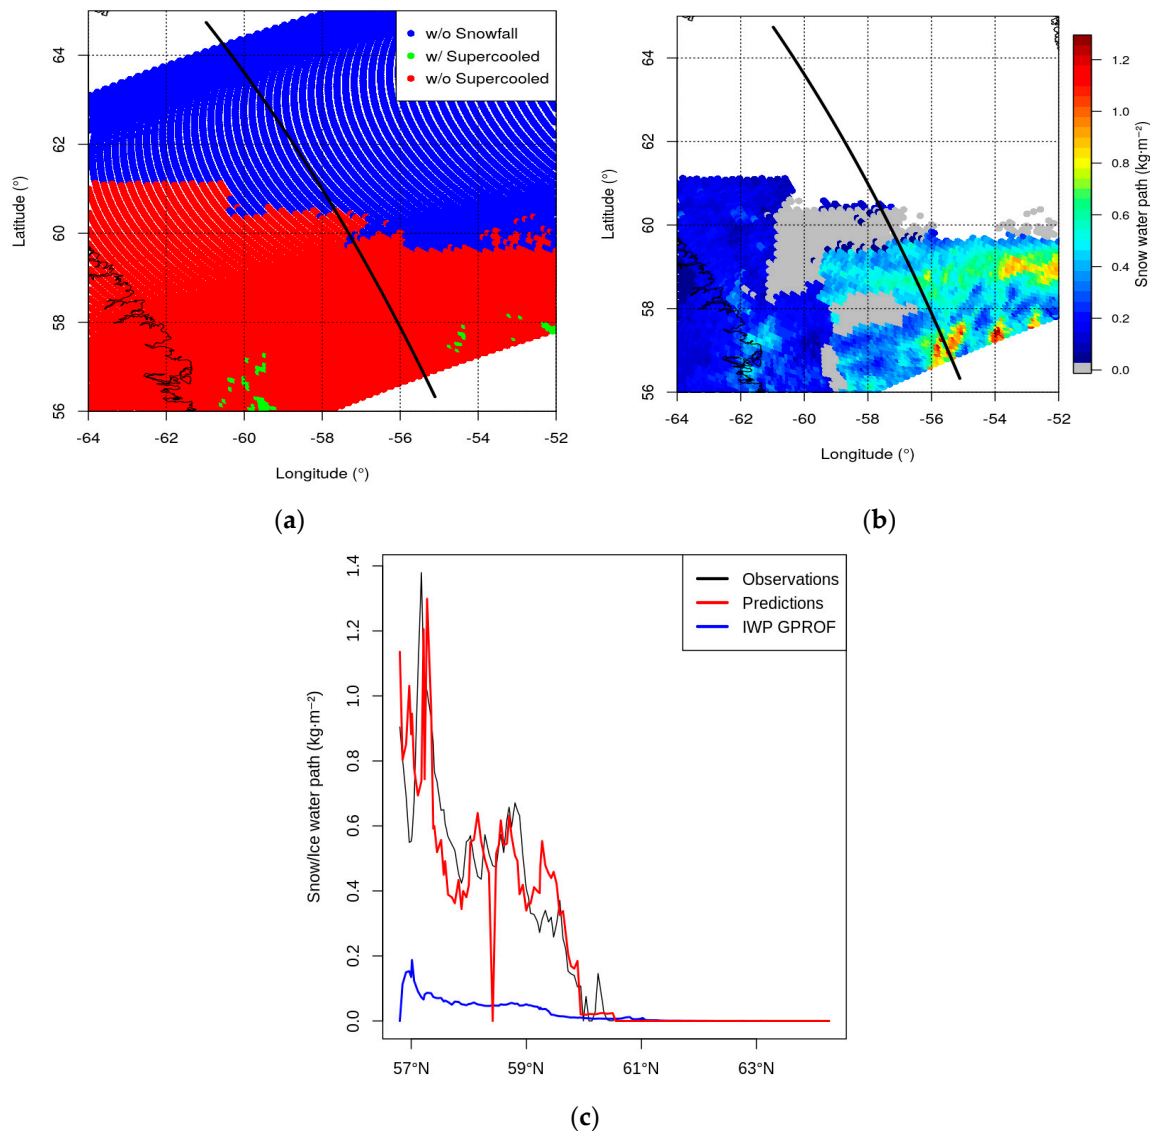 w/o Snowfall
w/ Supercooled
w/o Supercooled
64
62
60
58
56
Latitude (°)
-64
-62
-60
-58
-56
-54
-52
Longitude (°)
(a)
64
62
60
58
56
Latitude (°)
-64
-62
-60
-58
-56
-54
-52
Longitude (°)
1.2
1.0
0.8
0.6
0.4
0.2
0.0
Snow water path (kg·m⁻²)
(b)
Observations
Predictions
IWP GPROF
1.4
1.2
1.0
0.8
0.6
0.4
0.2
0.0
Snow/Ice water path (kg·m⁻²)
57°N
59°N
61°N
63°N
(c)